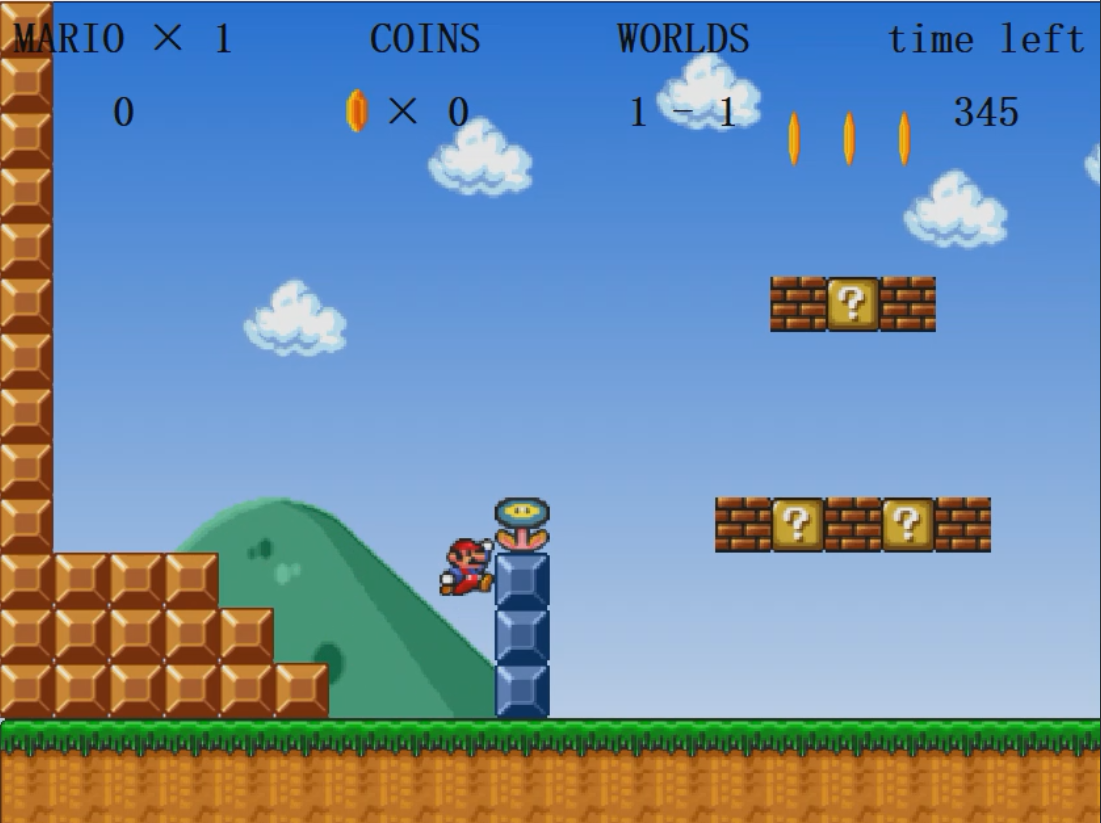 MARIO × 1 COINS WORLDS time left
0 × 0 1 - 1 345
?
? ?